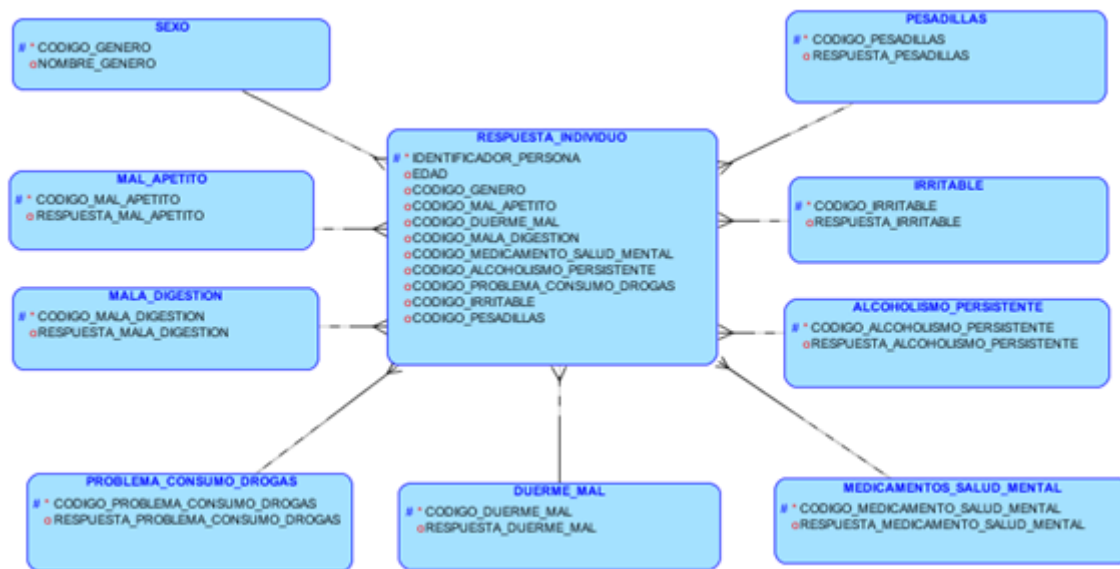 SEXO
# * CODIGO_GENERO
o NOMBRE_GENERO
PESADILLAS
# * CODIGO_PESADILLAS
o RESPUESTA_PESADILLAS
RESPUESTA_INDIVIDUO
# * IDENTIFICADOR_PERSONA
o EDAD
o CODIGO_GENERO
o CODIGO_MAL_APETITO
o CODIGO_DUERME_MAL
o CODIGO_MALA_DIGESTION
o CODIGO_MEDICAMENTO_SALUD_MENTAL
o CODIGO_ALCOHOLISMO_PERSISTENTE
o CODIGO_PROBLEMA_CONSUMO_DROGAS
o CODIGO_IRRITABLE
o CODIGO_PESADILLAS
MAL_APETITO
# * CODIGO_MAL_APETITO
o RESPUESTA_MAL_APETITO
IRRITABLE
# * CODIGO_IRRITABLE
o RESPUESTA_IRRITABLE
MALA_DIGESTION
# * CODIGO_MALA_DIGESTION
o RESPUESTA_MALA_DIGESTION
ALCOHOLISMO_PERSISTENTE
# * CODIGO_ALCOHOLISMO_PERSISTENTE
o RESPUESTA_ALCOHOLISMO_PERSISTENTE
PROBLEMA_CONSUMO_DROGAS
# * CODIGO_PROBLEMA_CONSUMO_DROGAS
o RESPUESTA_PROBLEMA_CONSUMO_DROGAS
DUERME_MAL
# * CODIGO_DUERME_MAL
o RESPUESTA_DUERME_MAL
MEDICAMENTOS_SALUD_MENTAL
# * CODIGO_MEDICAMENTO_SALUD_MENTAL
o RESPUESTA_MEDICAMENTO_SALUD_MENTAL